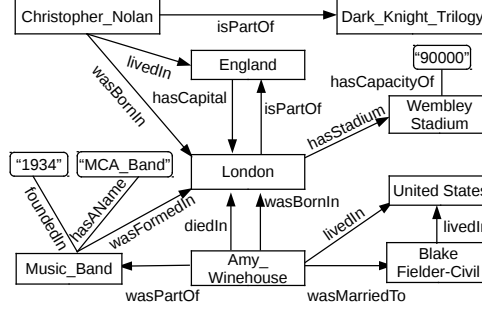 Christopher_Nolan
Dark_Knight_Trilogy
isPartOf
livedIn
England
"90000"
wasBornIn
hasCapital
isPartOf
hasCapacityOf
Wembley
Stadium
hasStadium
"1934"
"MCA_Band"
London
foundedIn
hasAName
wasFormedIn
diedIn
wasBornIn
livedIn
United States
livedIn
Music_Band
Amy_
Winehouse
Blake
Fielder-Civil
wasPartOf
wasMarriedTo